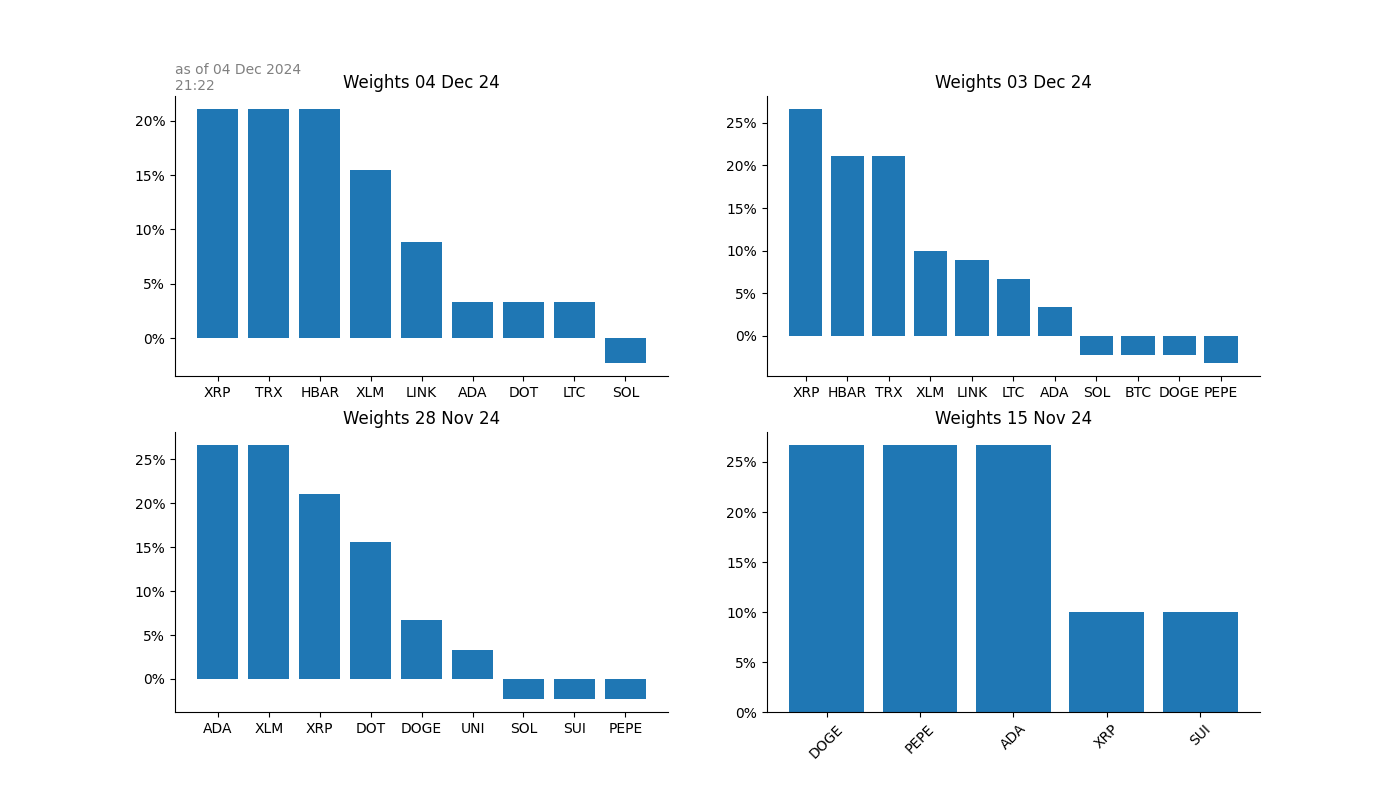 as of 04 Dec 2024
21:22
Weights 04 Dec 24
20%
15%
10%
5%
0%
XRP TRX HBAR XLM LINK ADA DOT LTC SOL
Weights 03 Dec 24
25%
20%
15%
10%
5%
0%
XRP HBAR TRX XLM LINK LTC ADA SOL BTC DOGE PEPE
Weights 28 Nov 24
25%
20%
15%
10%
5%
0%
ADA XLM XRP DOT DOGE UNI SOL SUI PEPE
Weights 15 Nov 24
25%
20%
15%
10%
5%
0%
DOGE PEPE ADA XRP SUI